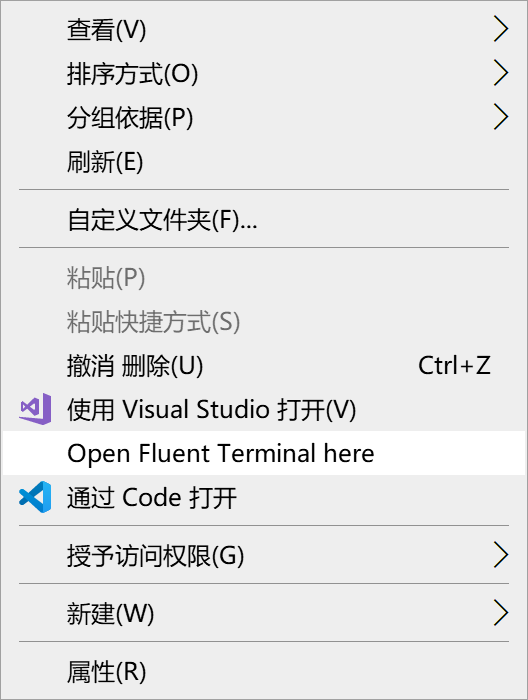 查看(V)
排序方式(O)
分组依据(P)
刷新(E)
自定义文件夹(F)...
粘贴(P)
粘贴快捷方式(S)
撤消 删除(U) Ctrl+Z
使用 Visual Studio 打开(V)
Open Fluent Terminal here
通过 Code 打开
授予访问权限(G)
新建(W)
属性(R)